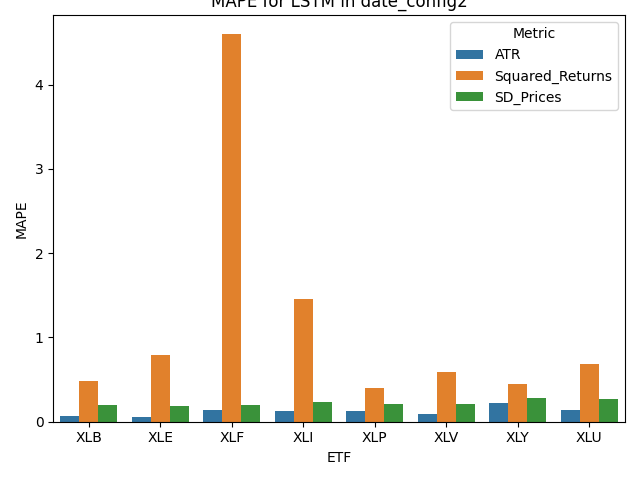 MAPE for LSTM in date_config2
Metric
ATR
Squared_Returns
SD_Prices
MAPE
4
3
2
1
0
XLB XLE XLF XLI XLP XLV XLY XLU
ETF